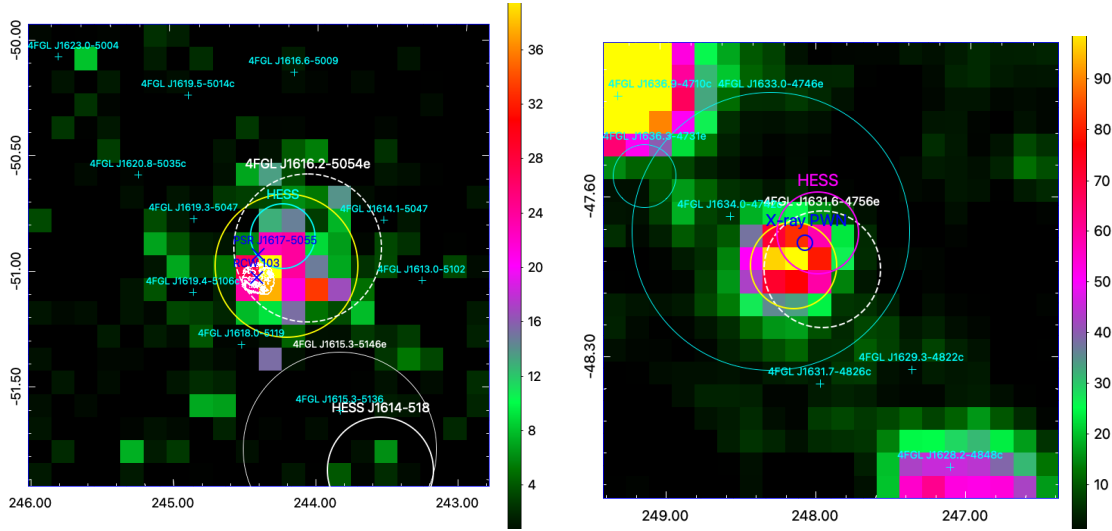 -50.00
-50.50
-51.00
-51.50
246.00
245.00
244.00
243.00
4FGL J1623.0-5004
4FGL J1616.6-5009
4FGL J1619.5-5014c
4FGL J1620.8-5035c
4FGL J1616.2-5054e
HESS
4FGL J1619.3-5047
4FGL J1614.1-5047
PSR J1617-5055
RCW 103
4FGL J1613.0-5102
4FGL J1619.4-5106c
4FGL J1618.0-5119
4FGL J1615.3-5146e
4FGL J1615.3-5136
HESS J1614-518
36
32
28
24
20
16
12
8
4
-47.60
-48.30
249.00
248.00
247.00
4FGL J1636.9-4710c
4FGL J1633.0-4746e
4FGL J1636.3-4731e
HESS
4FGL J1631.6-4756e
4FGL J1634.0-4
X-ray PWN
4FGL J1629.3-4822c
4FGL J1631.7-4826c
4FGL J1628.2-4848c
90
80
70
60
50
40
30
20
10